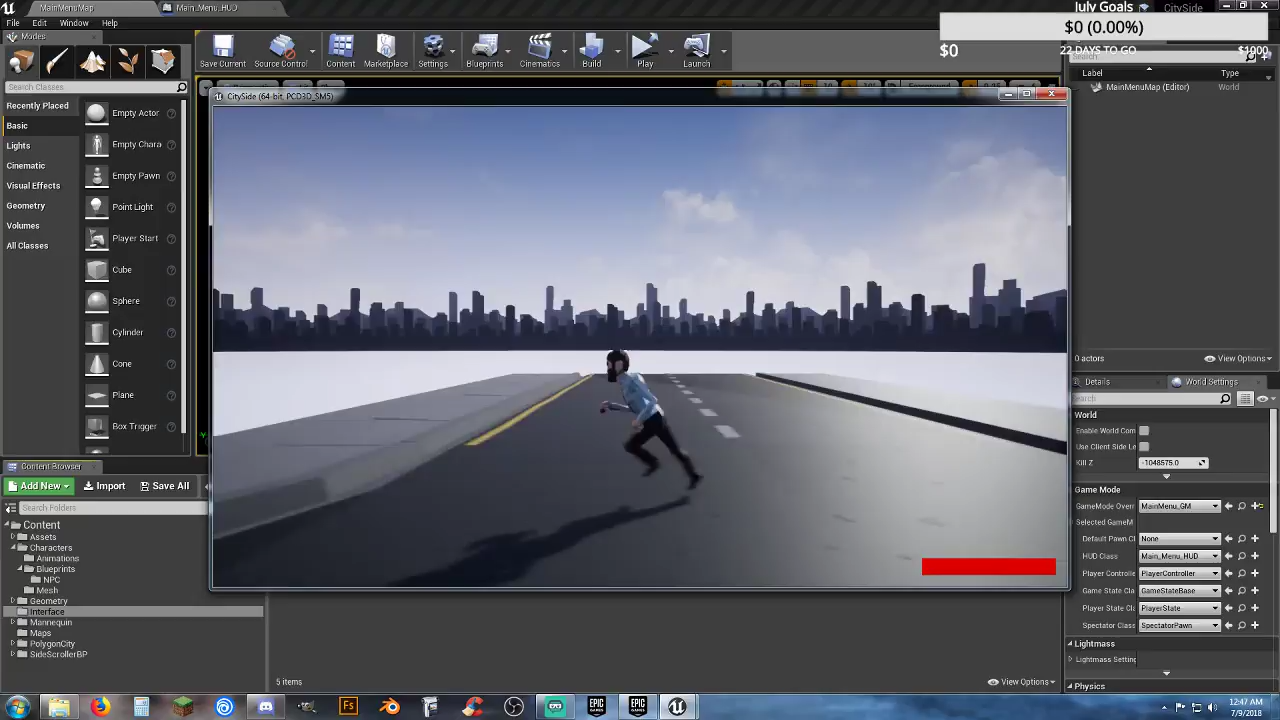 MainMenuMap
Main_Menu_HUD
July Goals
CitySide
File
Edit
Window
Help
$0 (0.00%)
$0
22 DAYS TO GO
$1000
Modes
Save Current
Source Control
Content
Marketplace
Settings
Blueprints
Cinematics
Build
Play
Launch
Search
Label
Type
MainMenuMap (Editor)
World
Search Classes
Recently Placed
Basic
Lights
Cinematic
Visual Effects
Geometry
Volumes
All Classes
Empty Actor
Empty Chara
Empty Pawn
Point Light
Player Start
Cube
Sphere
Cylinder
Cone
Plane
Box Trigger
CitySide (64-bit, PCD3D_SM5)
0 actors
View Options
Details
World Settings
Search
World
Enable World Com
Use Client Side Le
Kill Z
-1048575.0
Game Mode
GameMode Overr
MainMenu_GM
Selected GameM
Default Pawn C
None
HUD Class
Main_Menu_HUD
Player Controlle
PlayerController
Game State Cla
GameStateBase
Player State Cl
PlayerState
Spectator Class
SpectatorPawn
Lightmass
Lightmass Setting
Physics
Content Browser
Add New
Import
Save All
Search Folders
Content
Assets
Characters
Animations
Blueprints
NPC
Mesh
Geometry
Interface
Mannequin
Maps
PolygonCity
SideScrollerBP
5 items
View Options
Fs
EPIC GAMES
EPIC GAMES
12:47 AM
7/9/2018